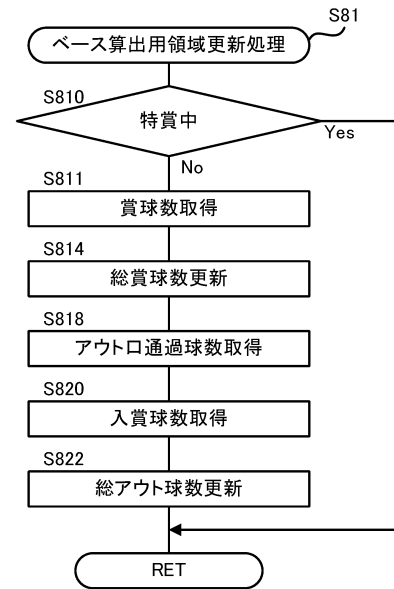 S81
ベース算出用領域更新処理
S810
特賞中
Yes
No
S811
賞球数取得
S814
総賞球数更新
S818
アウト口通過球数取得
S820
入賞球数取得
S822
総アウト球数更新
RET